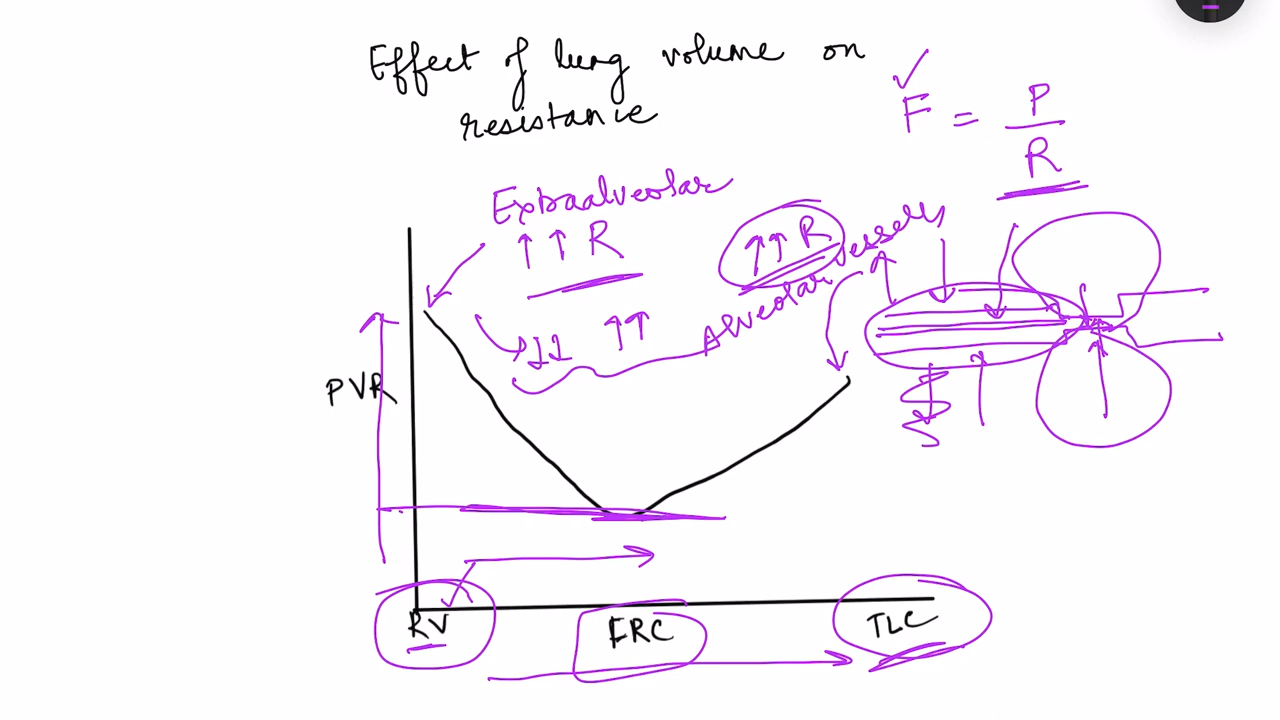 Effect of lung volume on
resistance
F = P
R
Extraalveolar
↑ ↑ R
↑↑ R
Alveolar Vessels
↓↓ ↑↑
PVR
RV
FRC
TLC